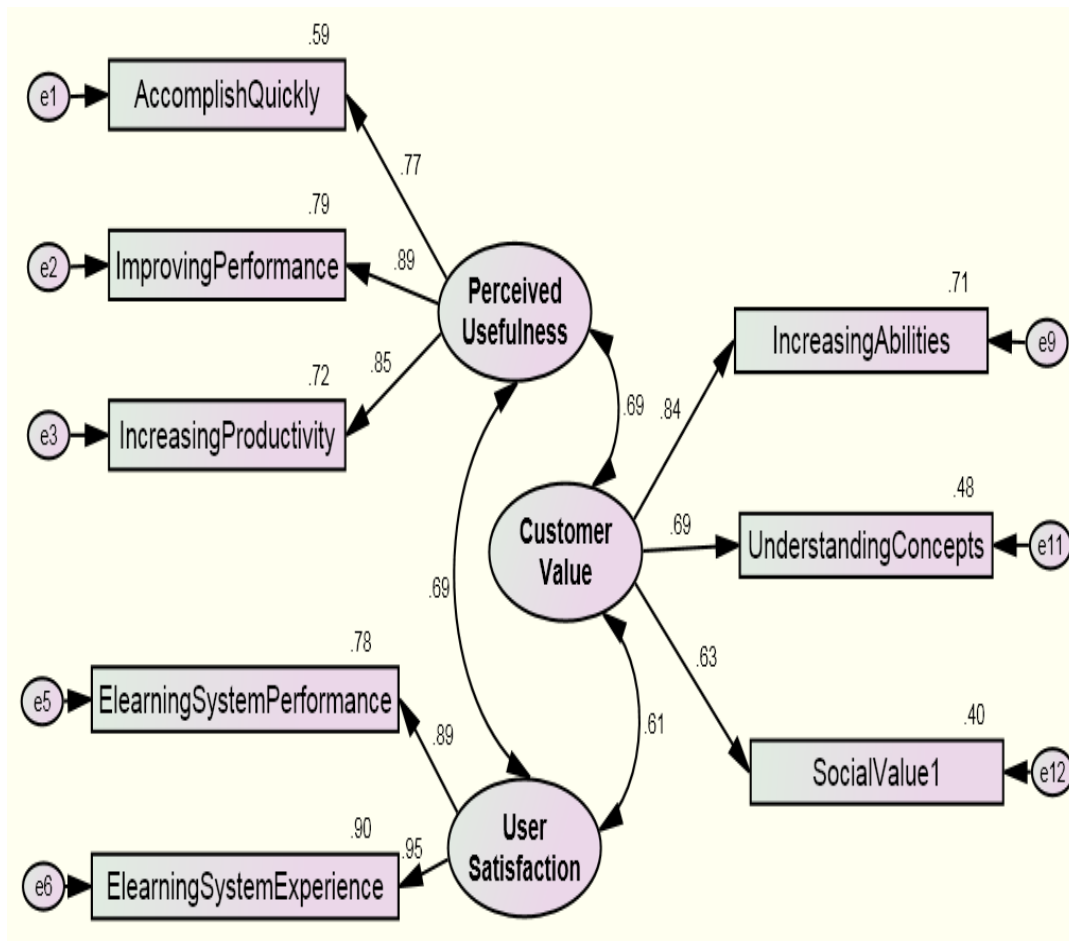 .59
e1
AccomplishQuickly
.77
.79
e2
ImprovingPerformance
.89
Perceived
Usefulness
.85
.72
e3
IncreasingProductivity
.71
IncreasingAbilities
e9
.69
.84
Customer
Value
.69
.48
UnderstandingConcepts
e11
.69
.63
.78
e5
ElearningSystemPerformance
.89
.61
.40
SocialValue1
e12
User
Satisfaction
.90
.95
e6
ElearningSystemExperience